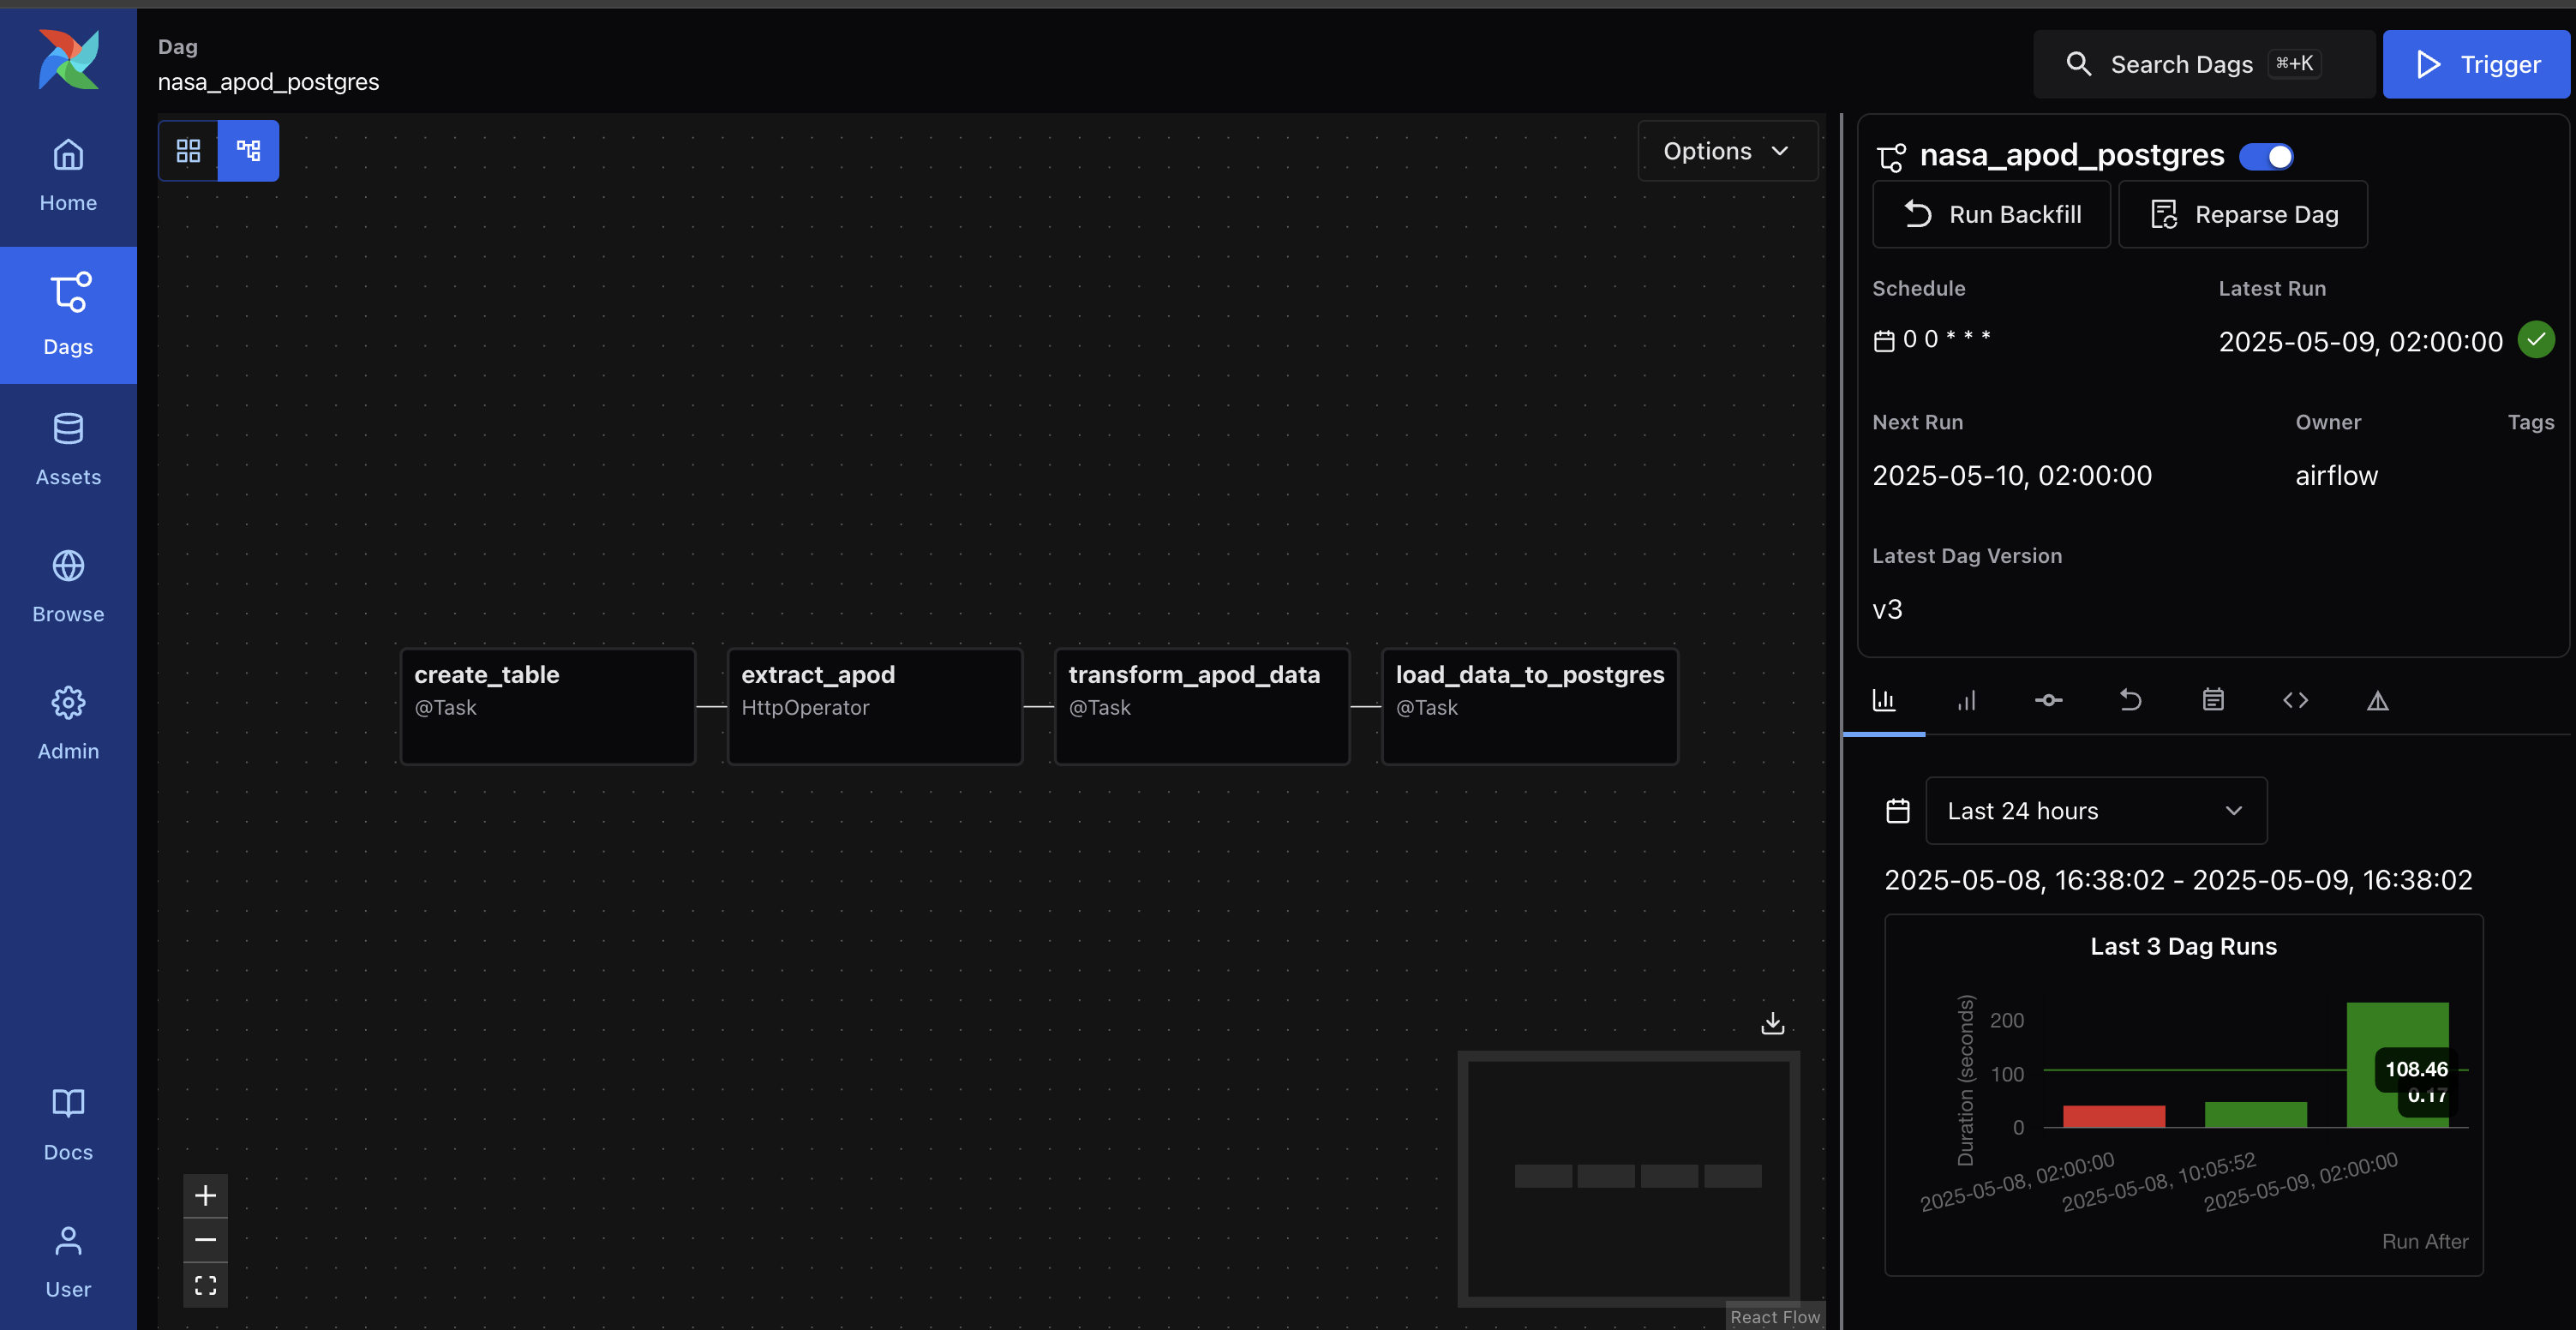 Dag
nasa_apod_postgres
Search Dags ⌘+K
Trigger
Home
Dags
Assets
Browse
Admin
Docs
User
Options
create_table
@Task
extract_apod
HttpOperator
transform_apod_data
@Task
load_data_to_postgres
@Task
React Flow
nasa_apod_postgres
Run Backfill
Reparse Dag
Schedule
Latest Run
0 0 * * *
2025-05-09, 02:00:00
Next Run
Owner
Tags
2025-05-10, 02:00:00
airflow
Latest Dag Version
v3
Last 24 hours
2025-05-08, 16:38:02 - 2025-05-09, 16:38:02
Last 3 Dag Runs
Duration (seconds)
200
100
0
108.46
0.17
2025-05-08, 02:00:00
2025-05-08, 10:05:52
2025-05-09, 02:00:00
Run After